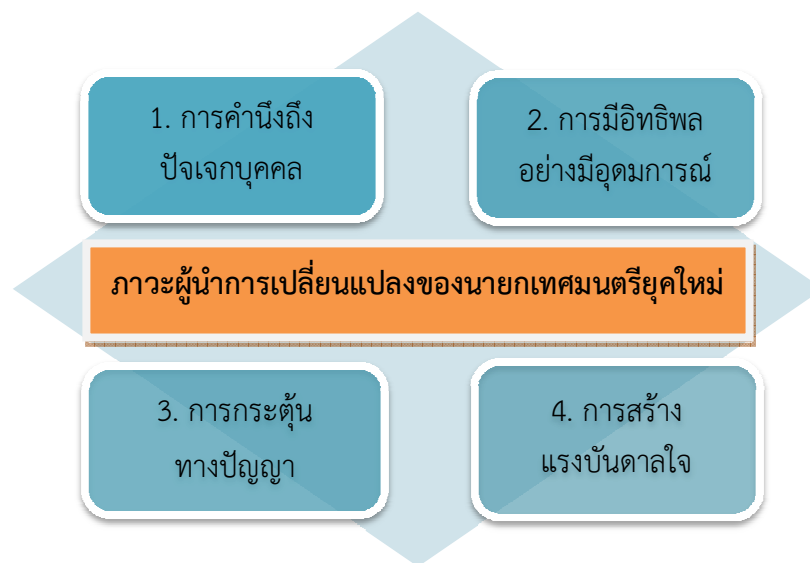 1. การคำนึงถึง
ปัจเจกบุคคล
2. การมีอิทธิพล
อย่างมีอุดมการณ์
ภาวะผู้นำการเปลี่ยนแปลงของนายกเทศมนตรียุคใหม่
3. การกระตุ้น
ทางปัญญา
4. การสร้าง
แรงบันดาลใจ